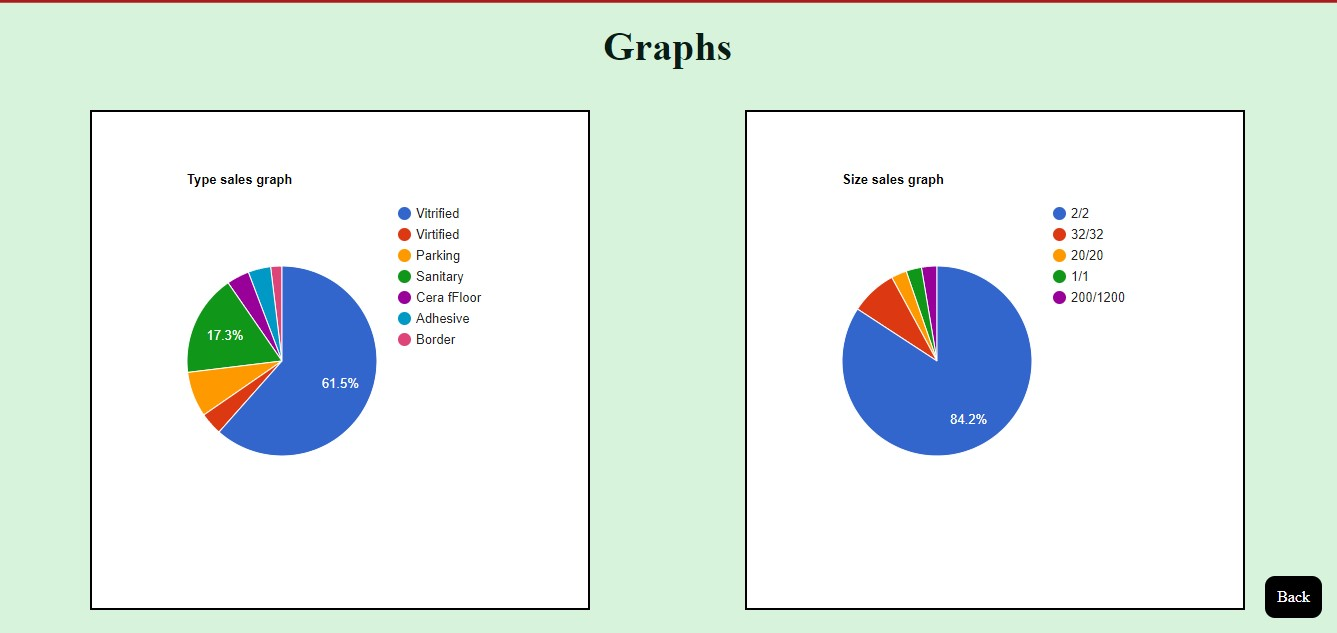 Graphs
Type sales graph
Vitrified
Virtified
Parking
Sanitary
Cera fFloor
Adhesive
Border
17.3%
61.5%
Size sales graph
2/2
32/32
20/20
1/1
200/1200
84.2%
Back